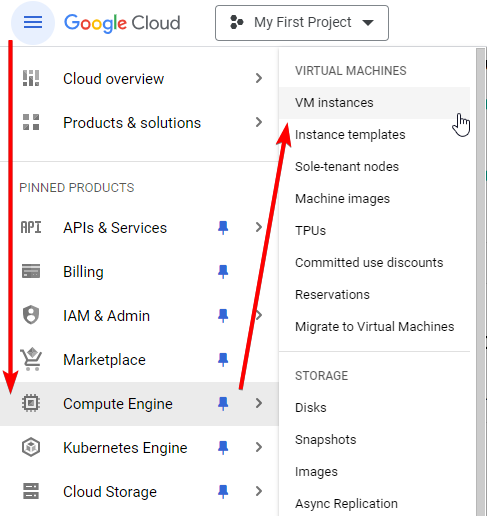 Google Cloud
My First Project
Cloud overview
Products & solutions
PINNED PRODUCTS
API
APIs & Services
Billing
IAM & Admin
Marketplace
Compute Engine
Kubernetes Engine
Cloud Storage
VIRTUAL MACHINES
VM instances
Instance templates
Sole-tenant nodes
Machine images
TPUs
Committed use discounts
Reservations
Migrate to Virtual Machines
STORAGE
Disks
Snapshots
Images
Async Replication